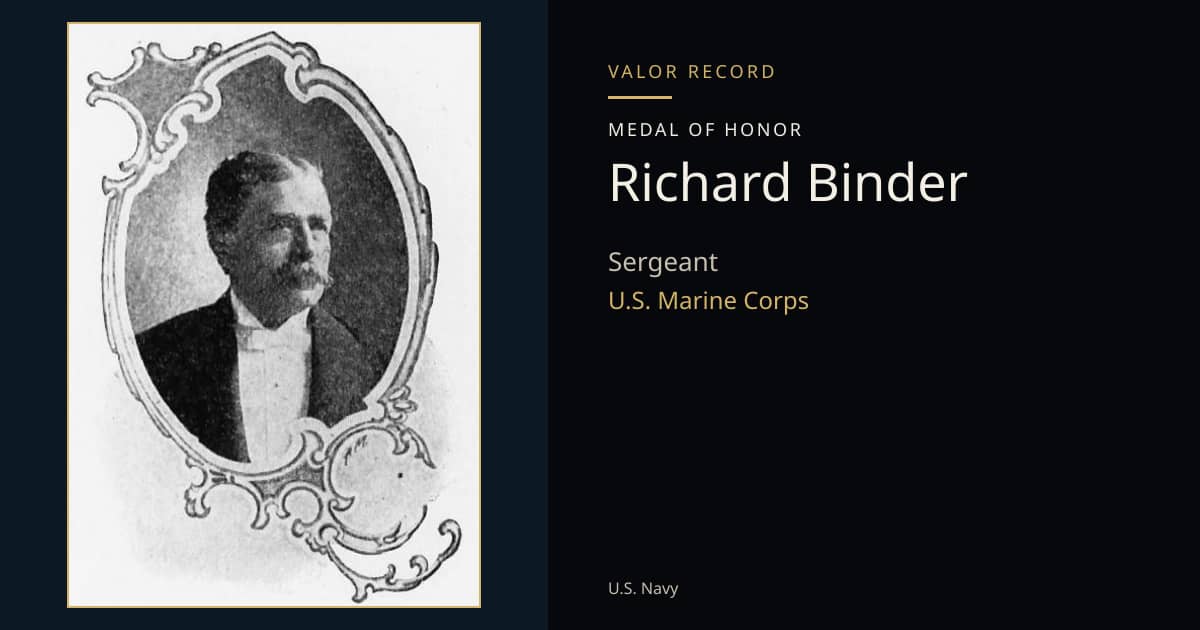 VALOR RECORD
MEDAL OF HONOR
Richard Binder
Sergeant
U.S. Marine Corps
U.S. Navy